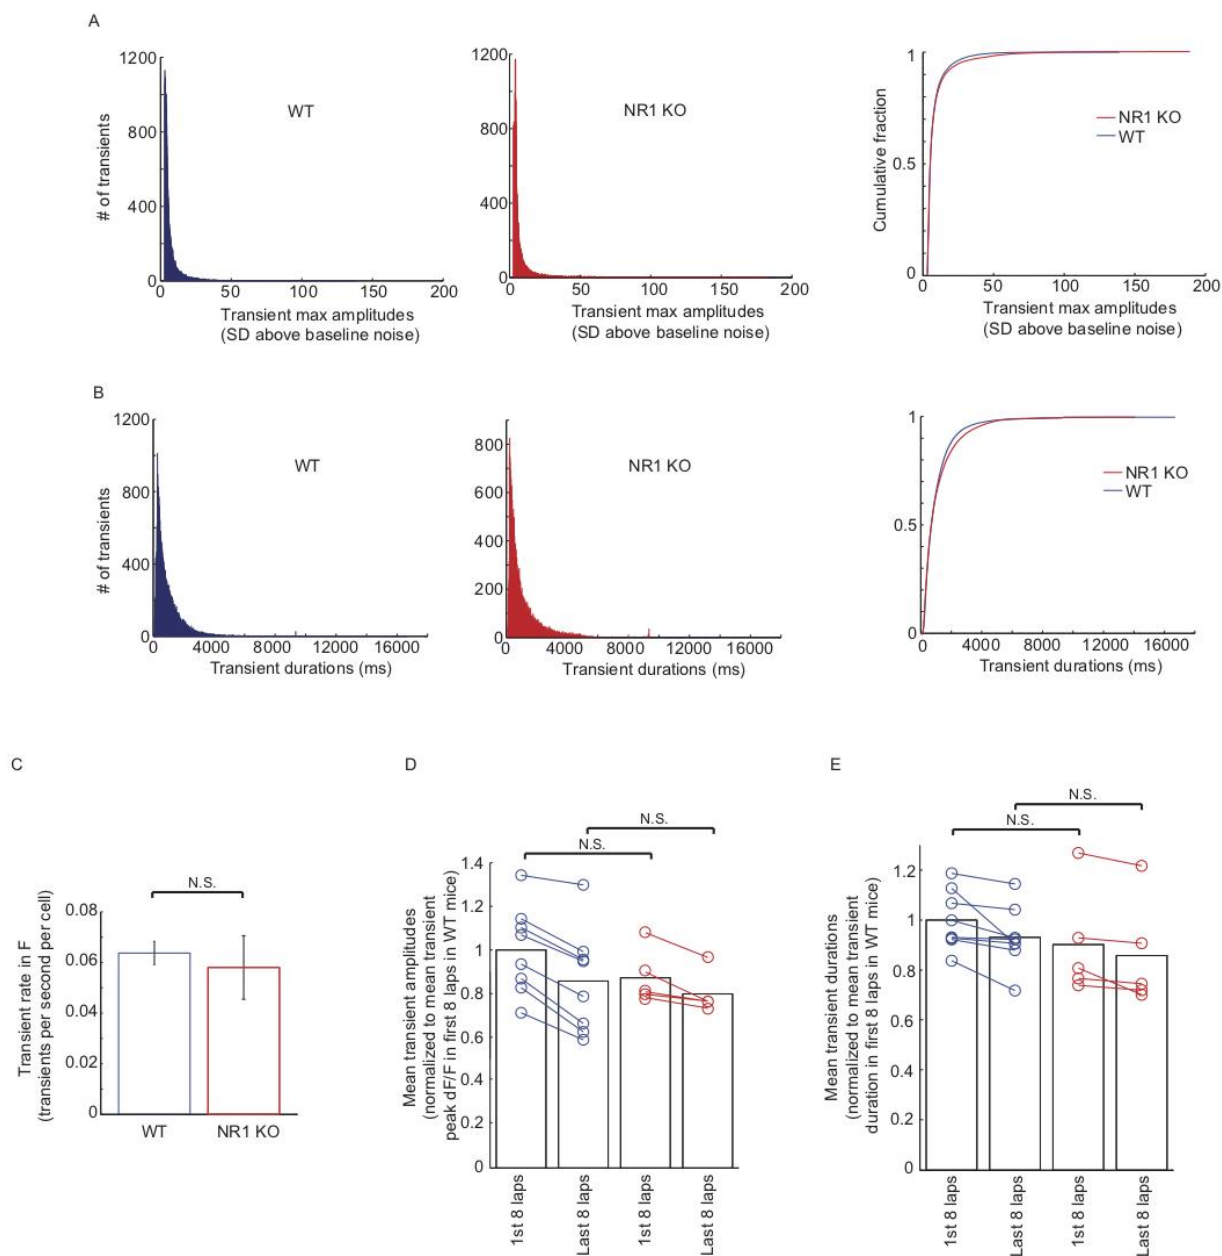 A
1200
800
400
0
# of transients
WT
0 50 100 150 200
Transient max amplitudes
(SD above baseline noise)
1200
800
400
0
NR1 KO
0 50 100 150 200
Transient max amplitudes
(SD above baseline noise)
1
0.5
0
Cumulative fraction
NR1 KO
WT
0 50 100 150 200
Transient max amplitudes
(SD above baseline noise)
B
1200
800
400
0
# of transients
WT
0 4000 8000 12000 16000
Transient durations (ms)
800
600
400
200
0
NR1 KO
0 4000 8000 12000 16000
Transient durations (ms)
1
0.5
0
NR1 KO
WT
0 4000 8000 12000 16000
Transient durations (ms)
C
N.S.
0.08
0.06
0.04
0.02
0
Transient rate in F
(transients per second per cell)
WT NR1 KO
D
N.S.
N.S.
1.4
1.2
1
0.8
0.6
0.4
0.2
0
Mean transient amplitudes
(normalized to mean transient
peak dF/F in first 8 laps in WT mice)
1st 8 laps
Last 8 laps
1st 8 laps
Last 8 laps
E
N.S.
N.S.
1.2
1
0.8
0.6
0.4
0.2
0
Mean transient durations
(normalized to mean transient
duration in first 8 laps in WT mice)
1st 8 laps
Last 8 laps
1st 8 laps
Last 8 laps